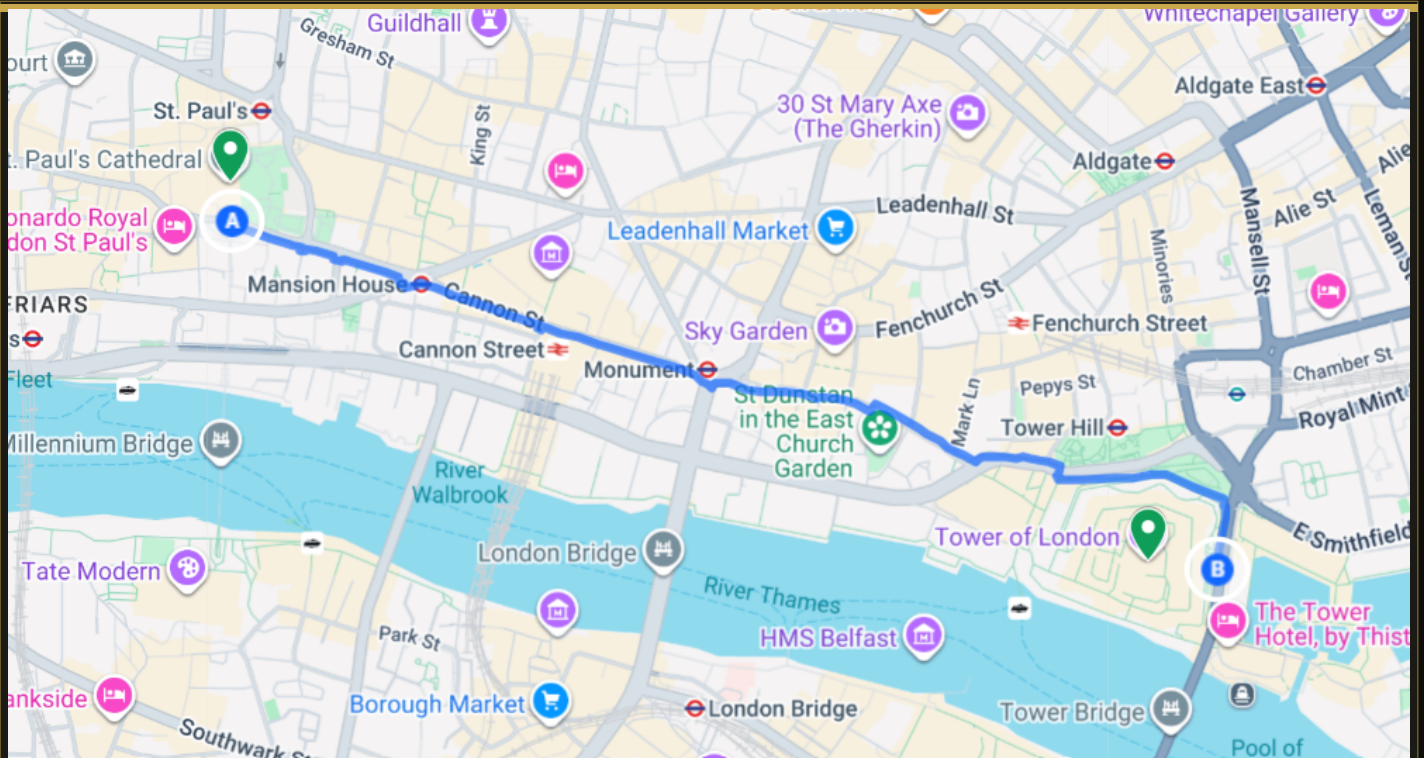 Guildhall
Gresham St
Whitechapel Gallery
ourt
St. Paul's
King St
30 St Mary Axe
(The Gherkin)
Aldgate East
Aldgate
Alie
t. Paul's Cathedral
A
onardo Royal
don St Paul's
Leadenhall Market
Leadenhall St
Mansell St
Alie St
Leman St
Minories
Mansion House
Cannon St
FRIARS
s
Sky Garden
Fenchurch St
Fenchurch Street
Cannon Street
Monument
Fleet
St Dunstan
in the East
Church
Garden
Mark Ln
Pepys St
Chamber St
Royal Mint
Tower Hill
Millennium Bridge
River
Walbrook
Tower of London
E Smithfield
London Bridge
B
Tate Modern
River Thames
HMS Belfast
The Tower
Hotel, by Thist
Park St
ankside
Borough Market
London Bridge
Tower Bridge
Southwark St
Pool of